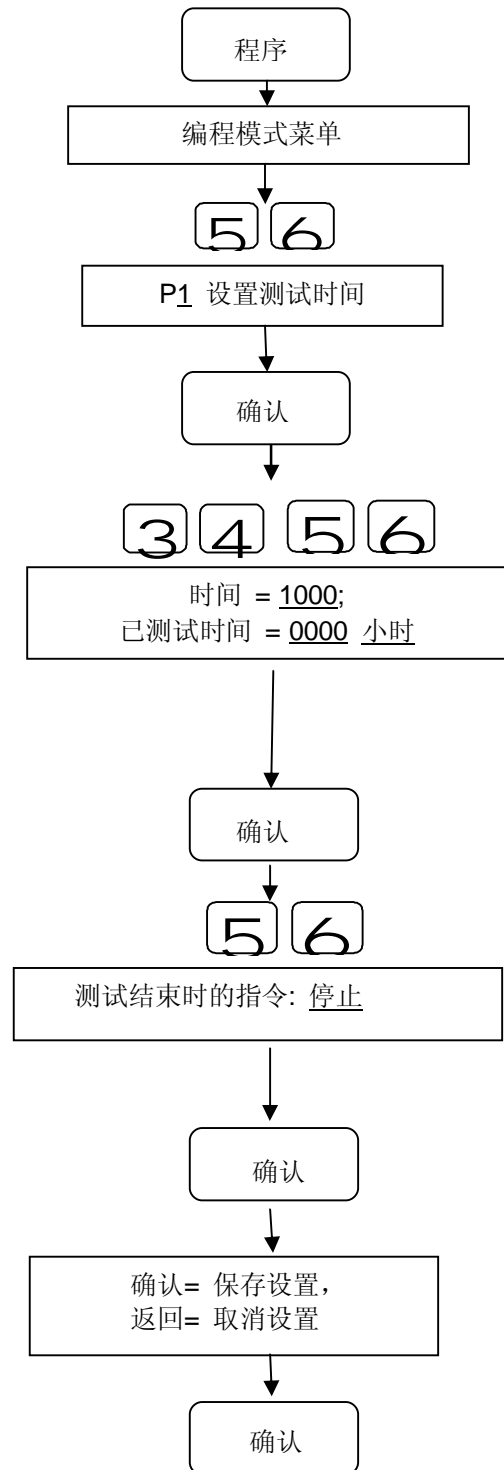 程序
编程模式菜单
5 6
P1 设置测试时间
确认
3 4 5 6
时间 = 1000;
已测试时间 = 0000 小时
确认
5 6
测试结束时的指令: 停止
确认
确认= 保存设置,
返回= 取消设置
确认